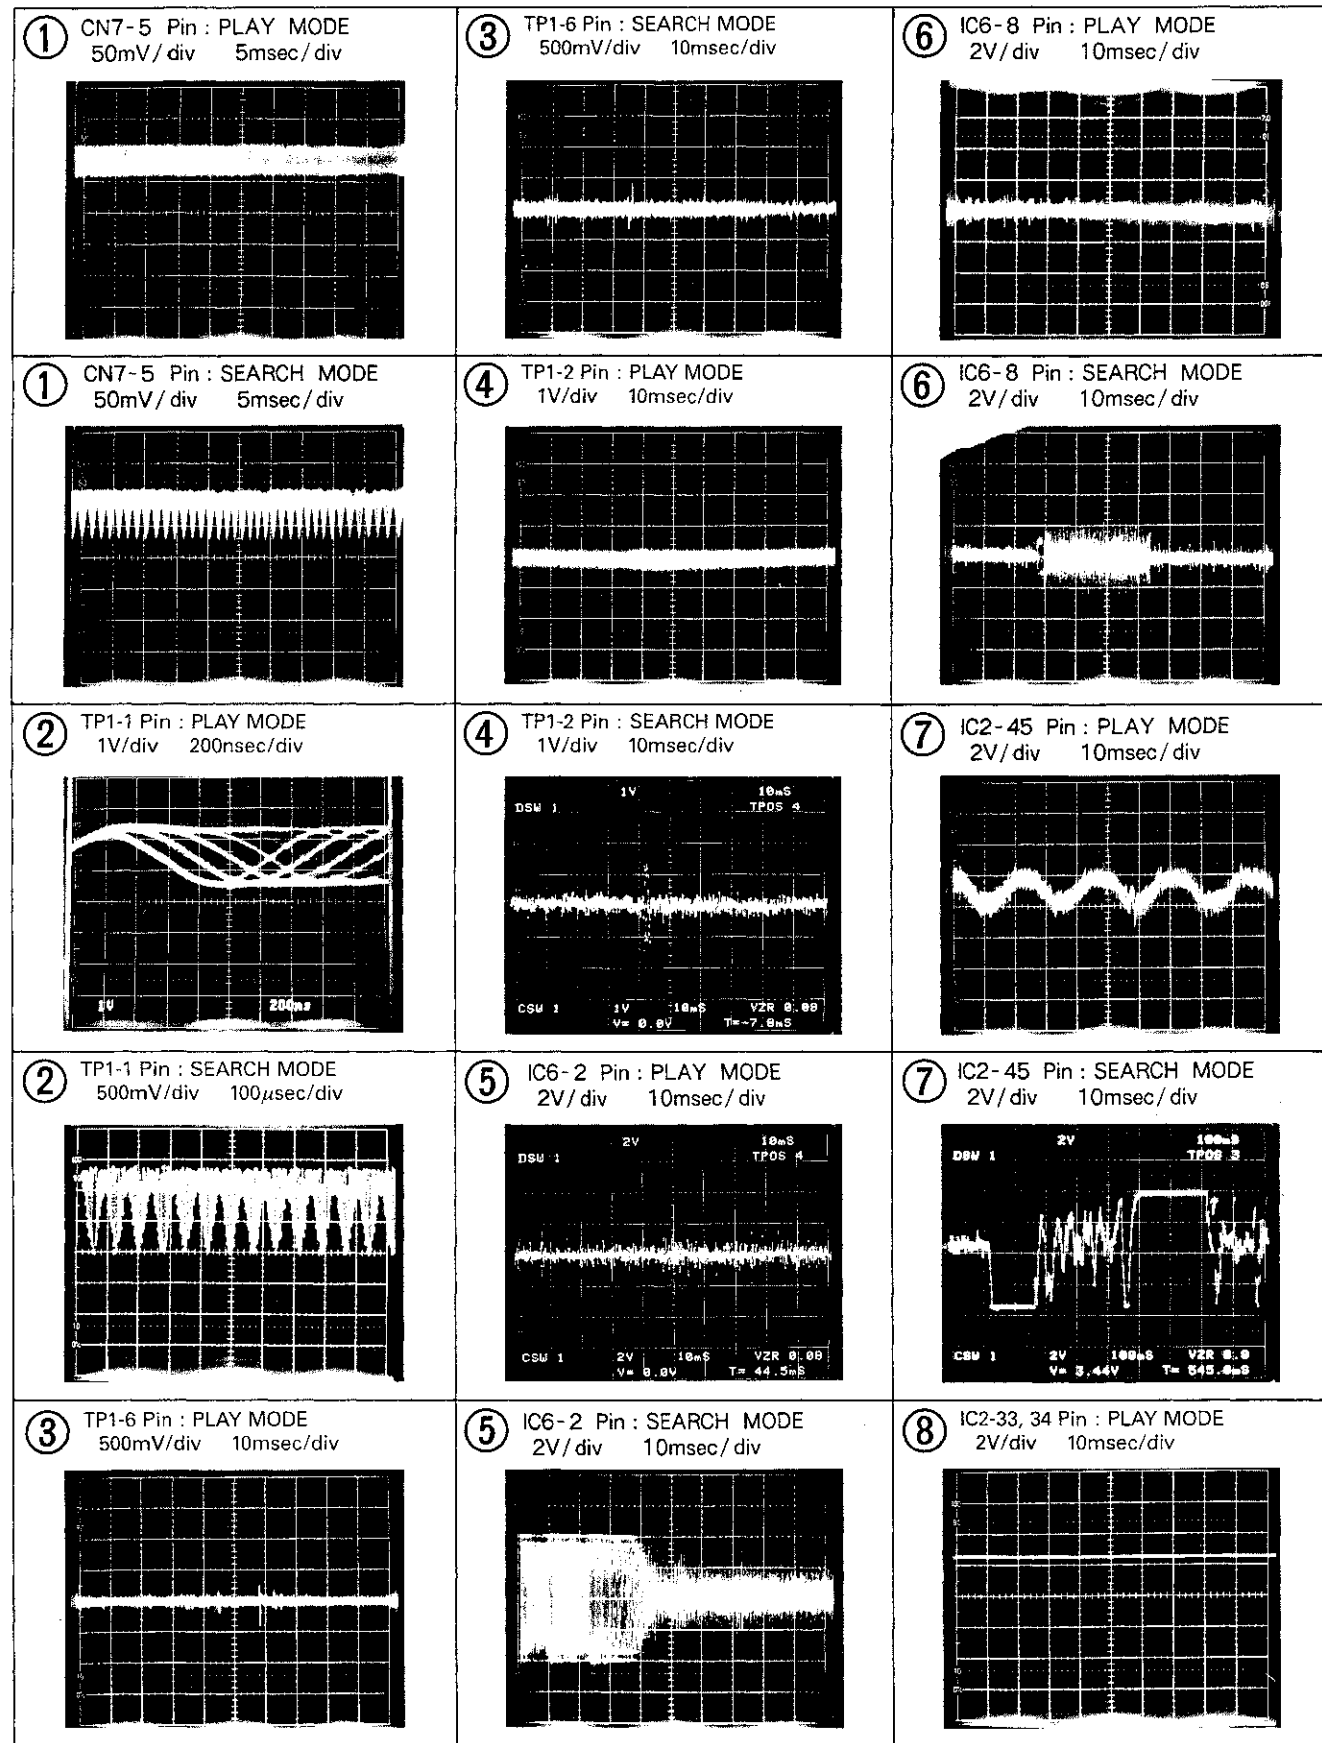 ① CN7-5 Pin : PLAY MODE
50mV/div 5msec/div
① CN7-5 Pin : SEARCH MODE
50mV/div 5msec/div
② TP1-1 Pin : PLAY MODE
1V/div 200nsec/div
1V 200ns
② TP1-1 Pin : SEARCH MODE
500mV/div 100μsec/div
③ TP1-6 Pin : PLAY MODE
500mV/div 10msec/div
③ TP1-6 Pin : SEARCH MODE
500mV/div 10msec/div
④ TP1-2 Pin : PLAY MODE
1V/div 10msec/div
④ TP1-2 Pin : SEARCH MODE
1V/div 10msec/div
1V 10mS
DSW 1 TPOS 4
CSW 1 1V 10mS VZR 0.00
V= 0.0V T=-7.0mS
⑤ IC6-2 Pin : PLAY MODE
2V/div 10msec/div
2V 10mS
DSW 1 TPOS 4
CSW 1 2V 10mS VZR 0.00
V= 0.0V T= 44.5mS
⑤ IC6-2 Pin : SEARCH MODE
2V/div 10msec/div
⑥ IC6-8 Pin : PLAY MODE
2V/div 10msec/div
⑥ IC6-8 Pin : SEARCH MODE
2V/div 10msec/div
⑦ IC2-45 Pin : PLAY MODE
2V/div 10msec/div
⑦ IC2-45 Pin : SEARCH MODE
2V/div 10msec/div
2V 100mS
DSW 1 TPOS 3
CSW 1 2V 100mS VZR 0.0
V= 3.44V T= 545.0mS
⑧ IC2-33, 34 Pin : PLAY MODE
2V/div 10msec/div